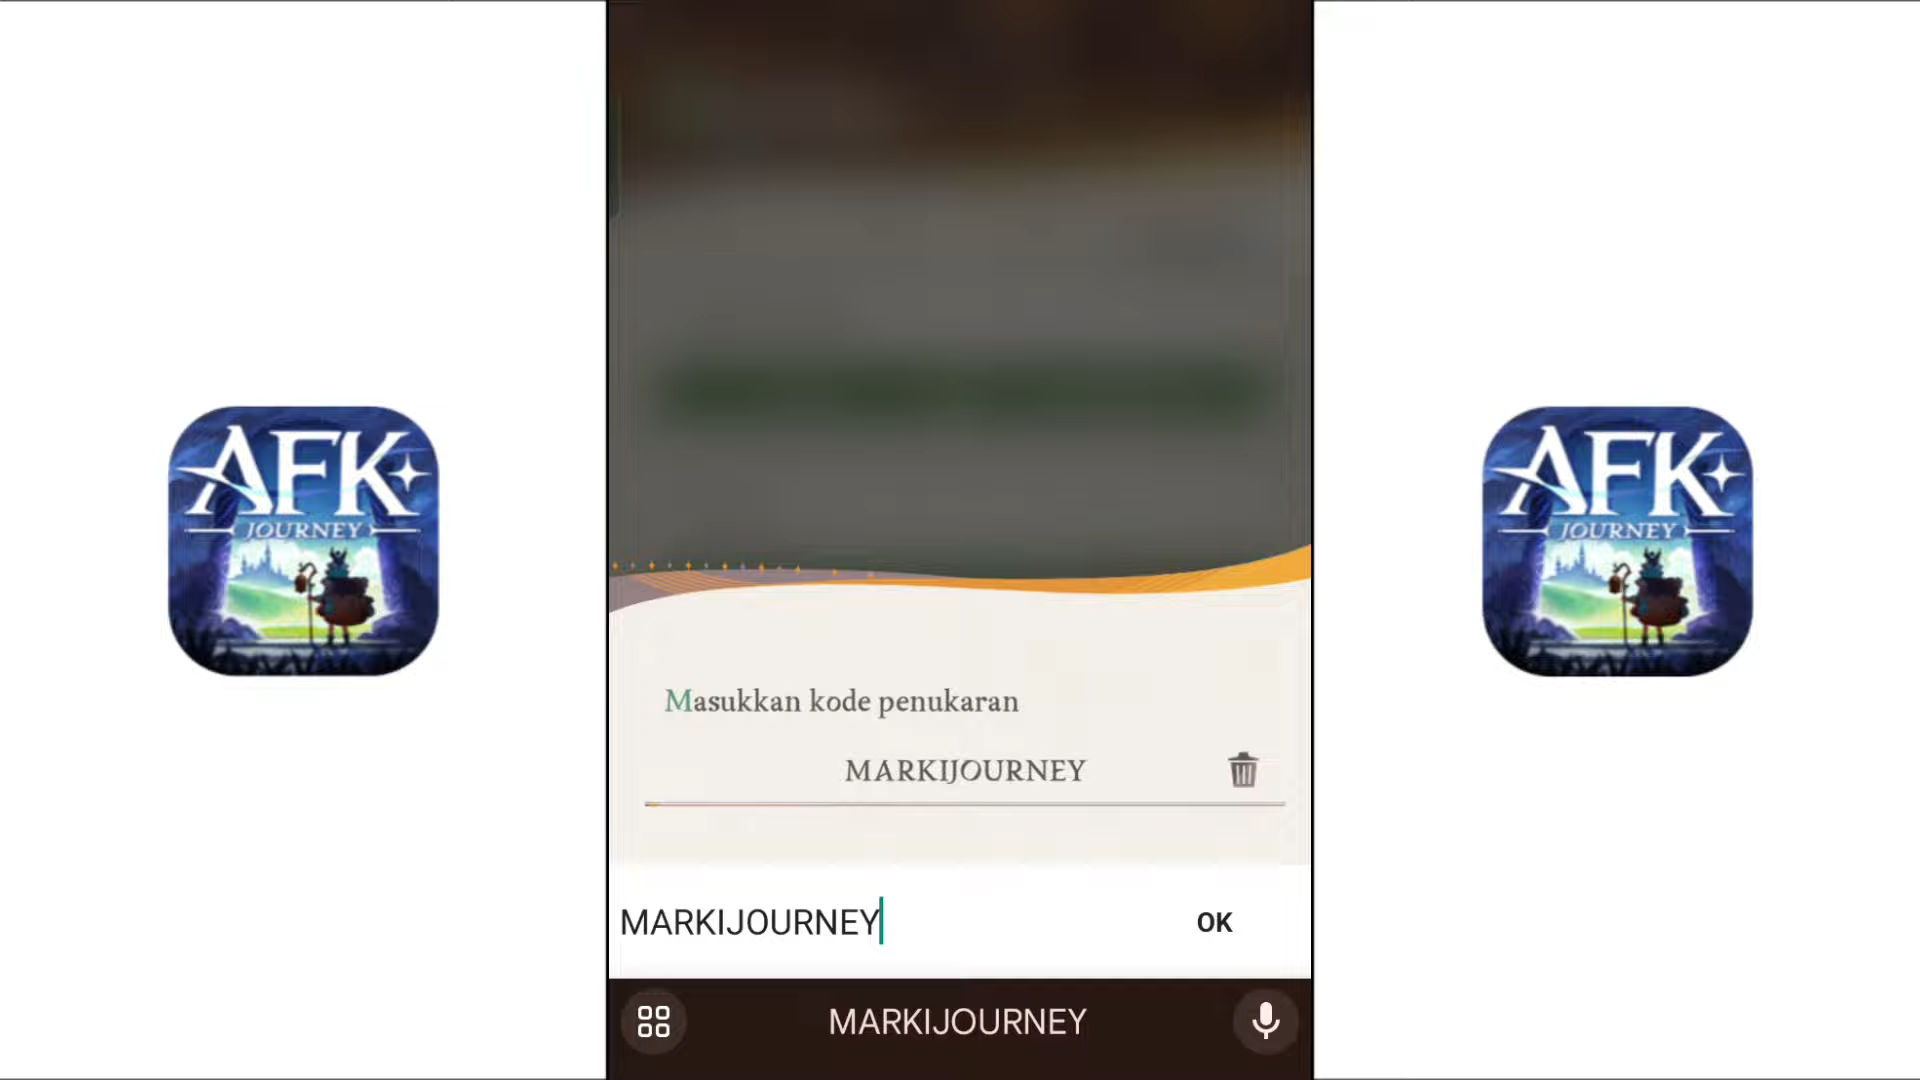 AFK
JOURNEY
Masukkan kode penukaran
MARKIJOURNEY
MARKIJOURNEY
OK
MARKIJOURNEY
AFK
JOURNEY